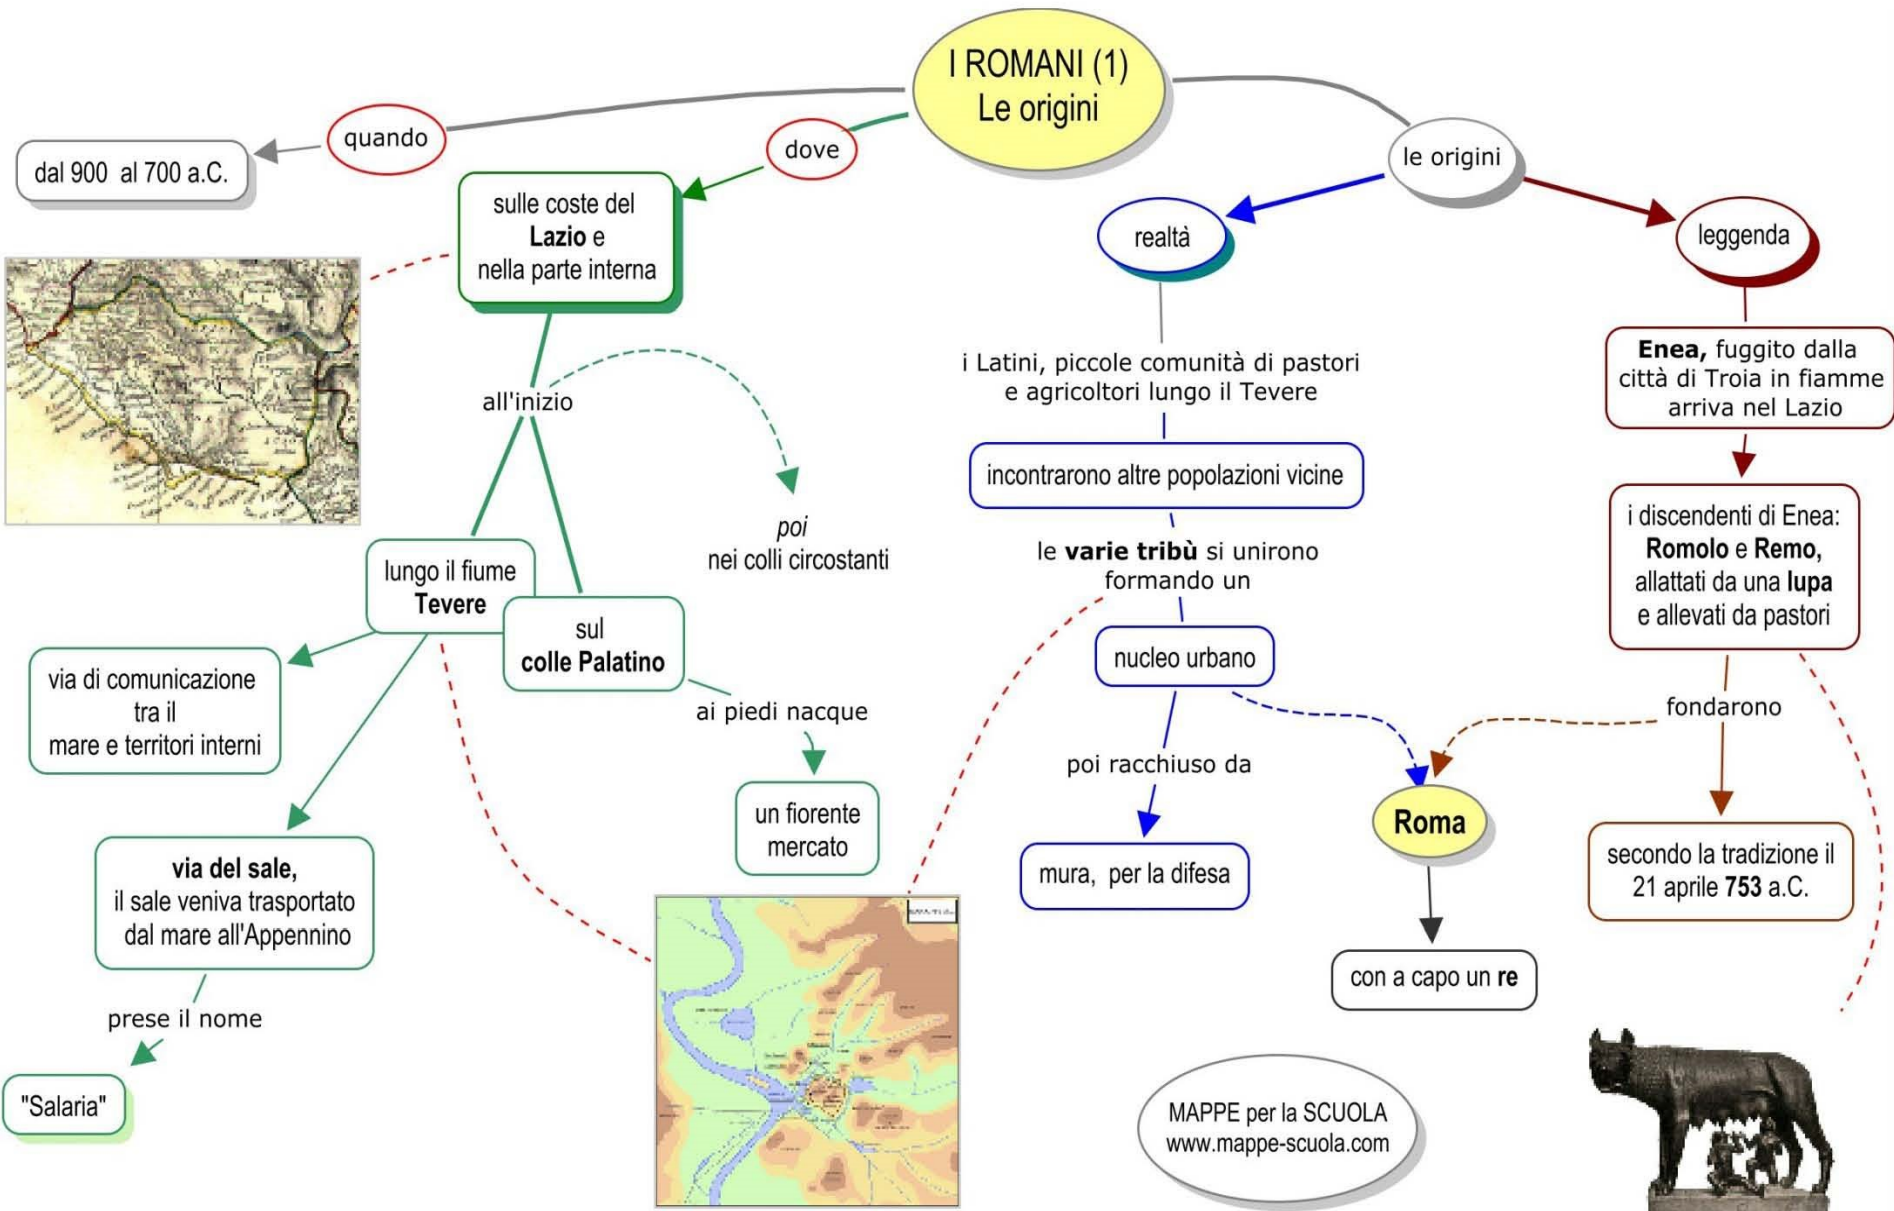 I ROMANI (1)
Le origini
quando
dal 900 al 700 a.C.
dove
sulle coste del
Lazio e
nella parte interna
all'inizio
poi
nei colli circostanti
lungo il fiume
Tevere
sul
colle Palatino
via di comunicazione
tra il
mare e territori interni
ai piedi nacque
un fiorente
mercato
via del sale,
il sale veniva trasportato
dal mare all'Appennino
prese il nome
"Salaria"
le origini
realtà
i Latini, piccole comunità di pastori
e agricoltori lungo il Tevere
incontrarono altre popolazioni vicine
le varie tribù si unirono
formando un
nucleo urbano
poi racchiuso da
mura, per la difesa
leggenda
Enea, fuggito dalla
città di Troia in fiamme
arriva nel Lazio
i discendenti di Enea:
Romolo e Remo,
allattati da una lupa
e allevati da pastori
fondarono
secondo la tradizione il
21 aprile 753 a.C.
Roma
con a capo un re
MAPPE per la SCUOLA
www.mappe-scuola.com